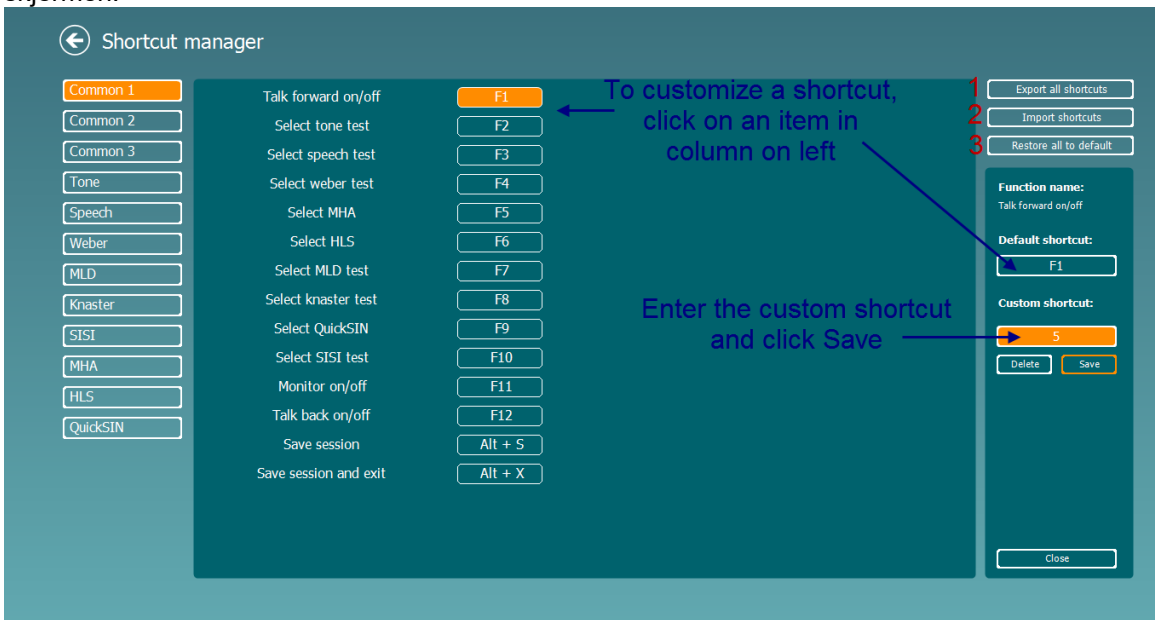 Shortcut manager
Common 1
Common 2
Common 3
Tone
Speech
Weber
MLD
Knaster
SISI
MHA
HLS
QuickSIN
Talk forward on/off F1
Select tone test F2
Select speech test F3
Select weber test F4
Select MHA F5
Select HLS F6
Select MLD test F7
Select knaster test F8
Select QuickSIN F9
Select SISI test F10
Monitor on/off F11
Talk back on/off F12
Save session Alt + S
Save session and exit Alt + X
To customize a shortcut,
click on an item in
column on left
Enter the custom shortcut
and click Save
1 Export all shortcuts
2 Import shortcuts
3 Restore all to default
Function name:
Talk forward on/off
Default shortcut:
F1
Custom shortcut:
5
Delete Save
Close